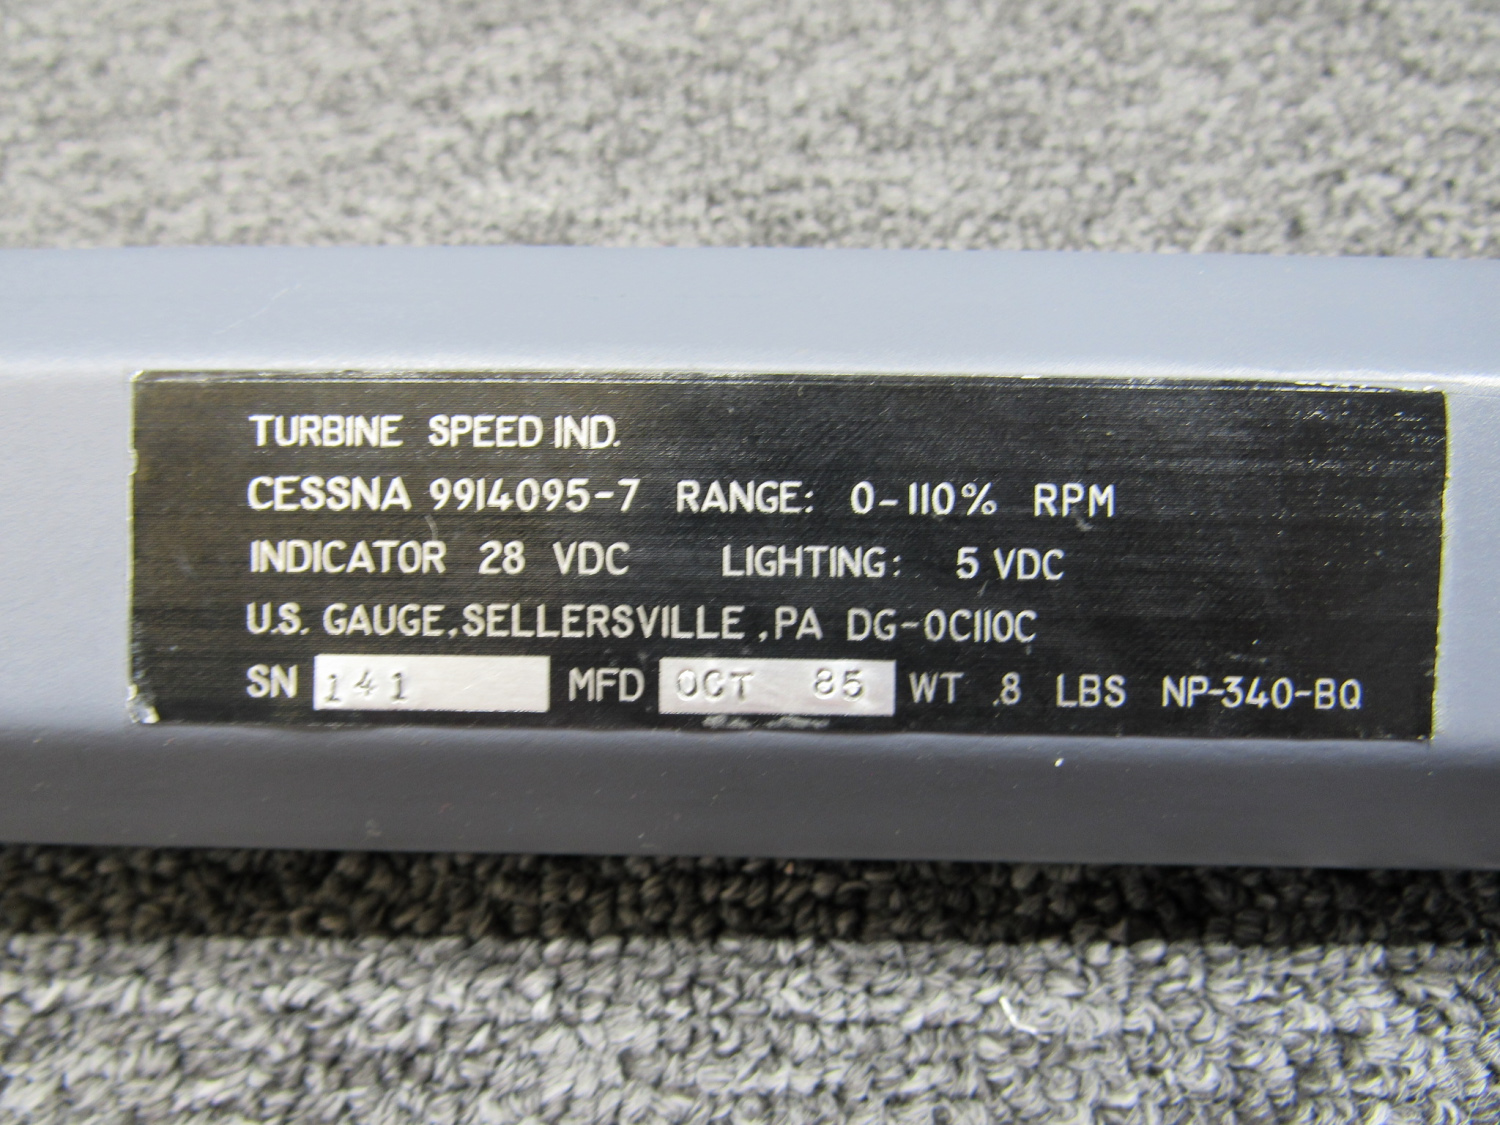 TURBINE SPEED IND.
CESSNA 9914095-7 RANGE: 0-110% RPM
INDICATOR 28 VDC LIGHTING: 5 VDC
U.S. GAUGE, SELLERSVILLE, PA DG-0C110C
SN 141 MFD OCT 85 WT .8 LBS NP-340-BQ